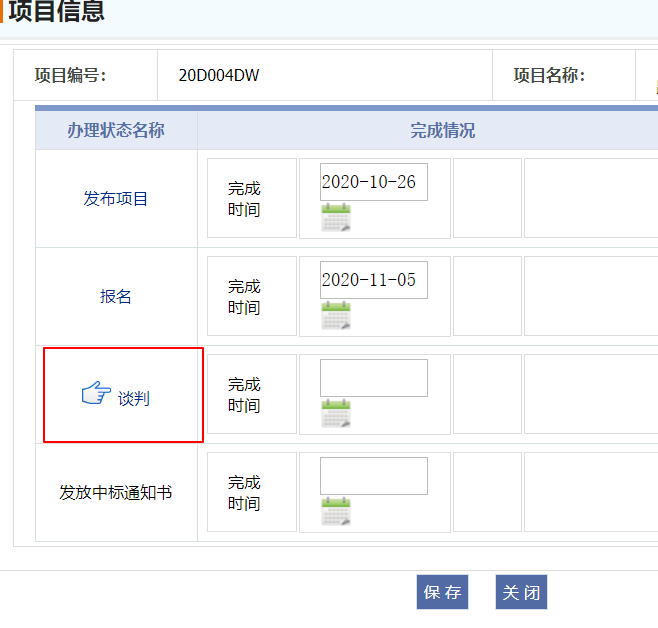 项目信息
项目编号： 20D004DW 项目名称：
办理状态名称 完成情况
发布项目 完成 2020-10-26
时间
报名 完成 2020-11-05
时间
谈判 完成
时间
发放中标通知书 完成
时间
保存 关闭